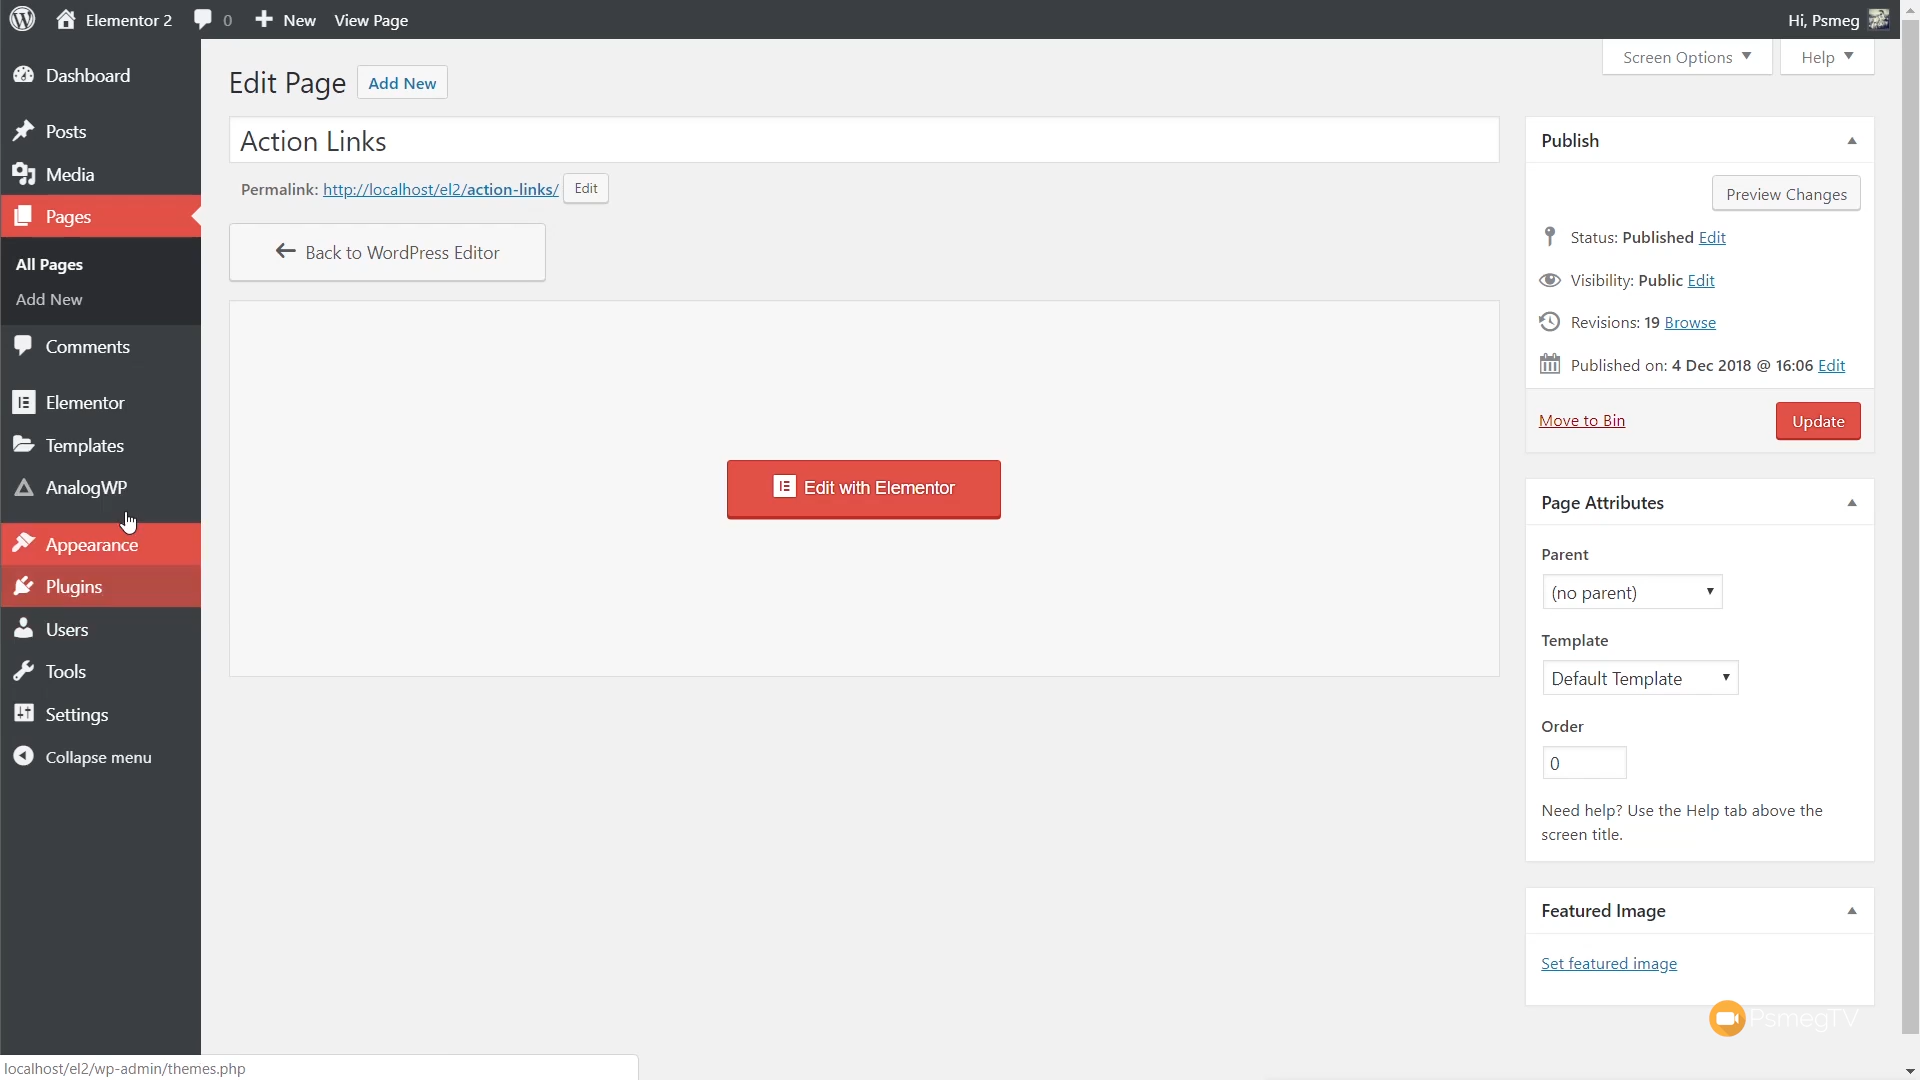 Elementor 2
0
New
View Page
Hi, Psmeg
Screen Options
Help
Dashboard
Posts
Media
Pages
All Pages
Add New
Comments
Elementor
Templates
AnalogWP
Appearance
Plugins
Users
Tools
Settings
Collapse menu
Edit Page
Add New
Action Links
Permalink: http://localhost/el2/action-links/ Edit
Back to WordPress Editor
Edit with Elementor
Publish
Preview Changes
Status: Published Edit
Visibility: Public Edit
Revisions: 19 Browse
Published on: 4 Dec 2018 @ 16:06 Edit
Move to Bin
Update
Page Attributes
Parent
(no parent)
Template
Default Template
Order
0
Need help? Use the Help tab above the
screen title.
Featured Image
Set featured image
PsmegTV
localhost/el2/wp-admin/themes.php